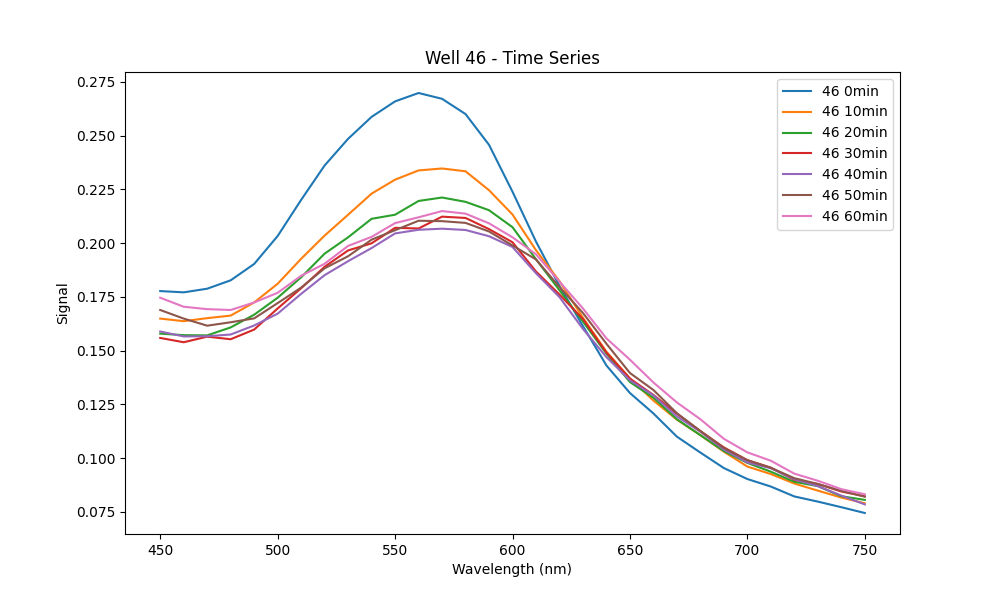 Well 46 - Time Series
0.275
0.250
0.225
0.200
0.175
0.150
0.125
0.100
0.075
Signal
450
500
550
600
650
700
750
Wavelength (nm)
46 0min
46 10min
46 20min
46 30min
46 40min
46 50min
46 60min